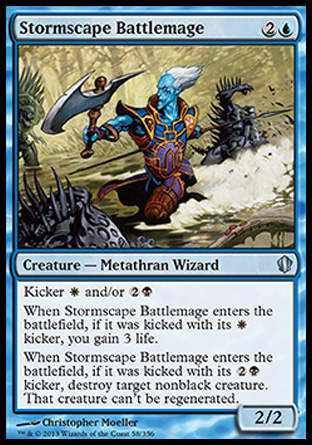 Stormscape Battlemage 2
Creature — Metathran Wizard
Kicker and/or 2
When Stormscape Battlemage enters the
battlefield, if it was kicked with its
kicker, you gain 3 life.
When Stormscape Battlemage enters the
battlefield, if it was kicked with its 2
kicker, destroy target nonblack creature.
That creature can't be regenerated.
2/2
Christopher Moeller
™ & © 2013 Wizards of the Coast 58/356